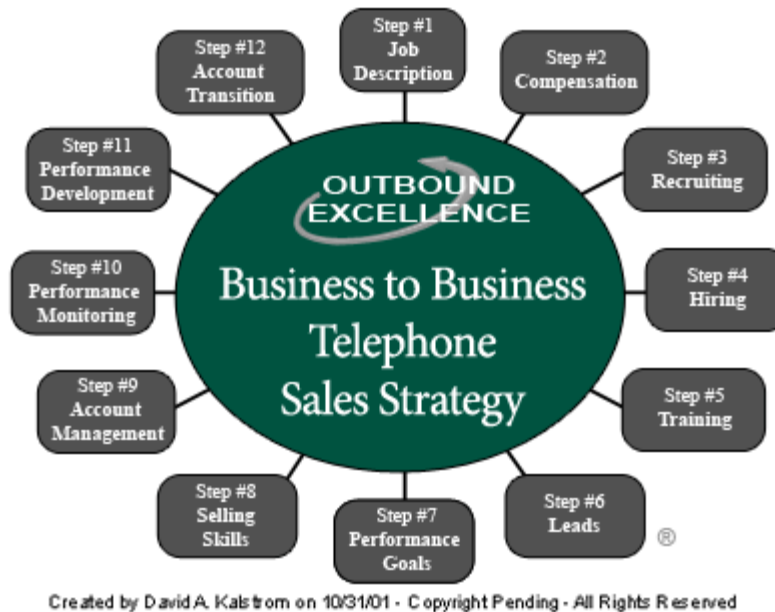 Step #1
Job
Description
Step #2
Compensation
Step #3
Recruiting
Step #4
Hiring
Step #5
Training
Step #6
Leads
Step #7
Performance
Goals
Step #8
Selling
Skills
Step #9
Account
Management
Step #10
Performance
Monitoring
Step #11
Performance
Development
Step #12
Account
Transition
OUTBOUND
EXCELLENCE
Business to Business
Telephone
Sales Strategy
®
Created by David A. Kalstrom on 10/31/01 - Copyright Pending - All Rights Reserved